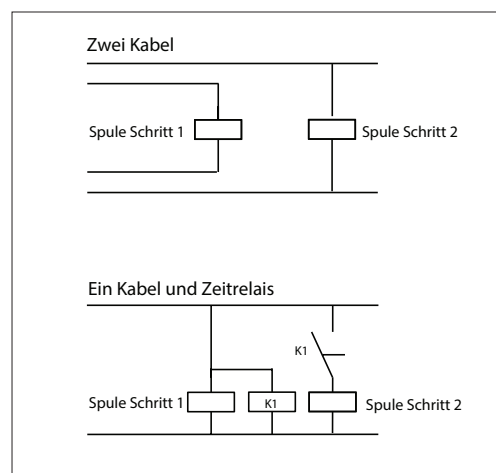 Zwei Kabel
Spule Schritt 1
Spule Schritt 2
Ein Kabel und Zeitrelais
K1
Spule Schritt 1
K1
Spule Schritt 2